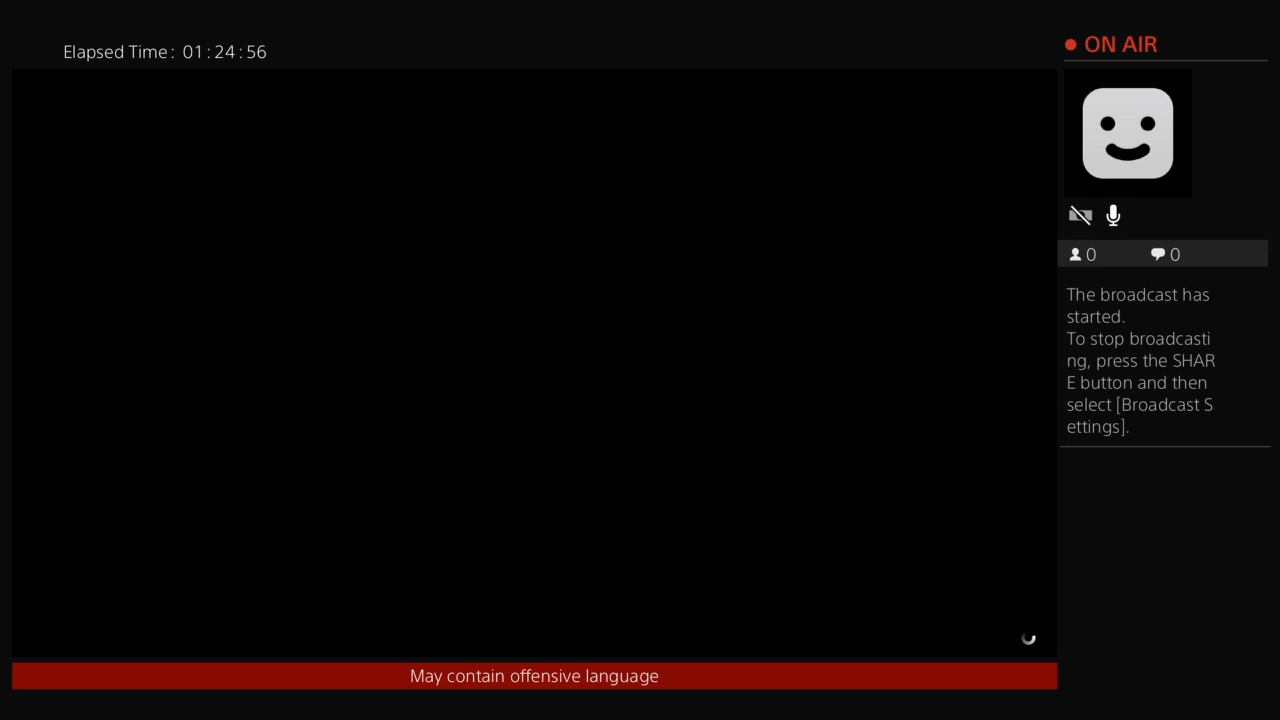 Elapsed Time: 01:24:56
ON AIR
0
0
The broadcast has
started.
To stop broadcasti
ng, press the SHAR
E button and then
select [Broadcast S
ettings].
May contain offensive language